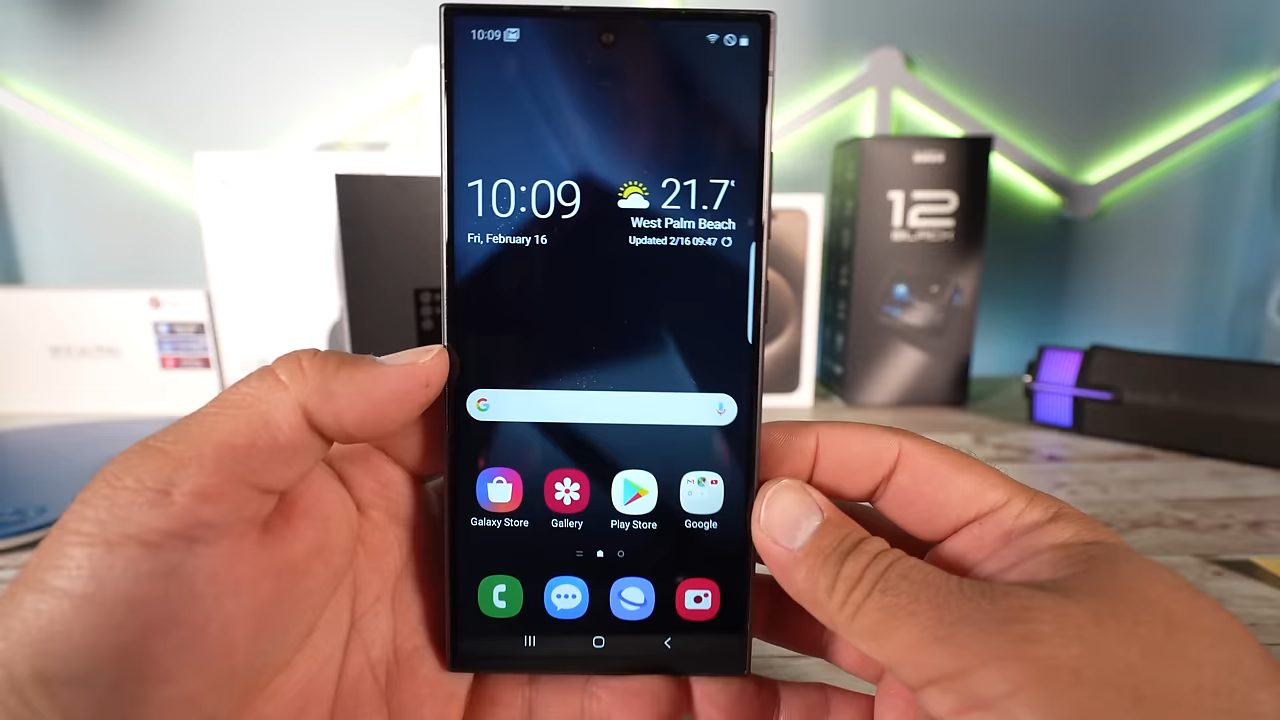 10:09
10:09
21.7°
West Palm Beach
Fri, February 16
Updated 2/16 09:47
Galaxy Store
Gallery
Play Store
Google
12
BLACK